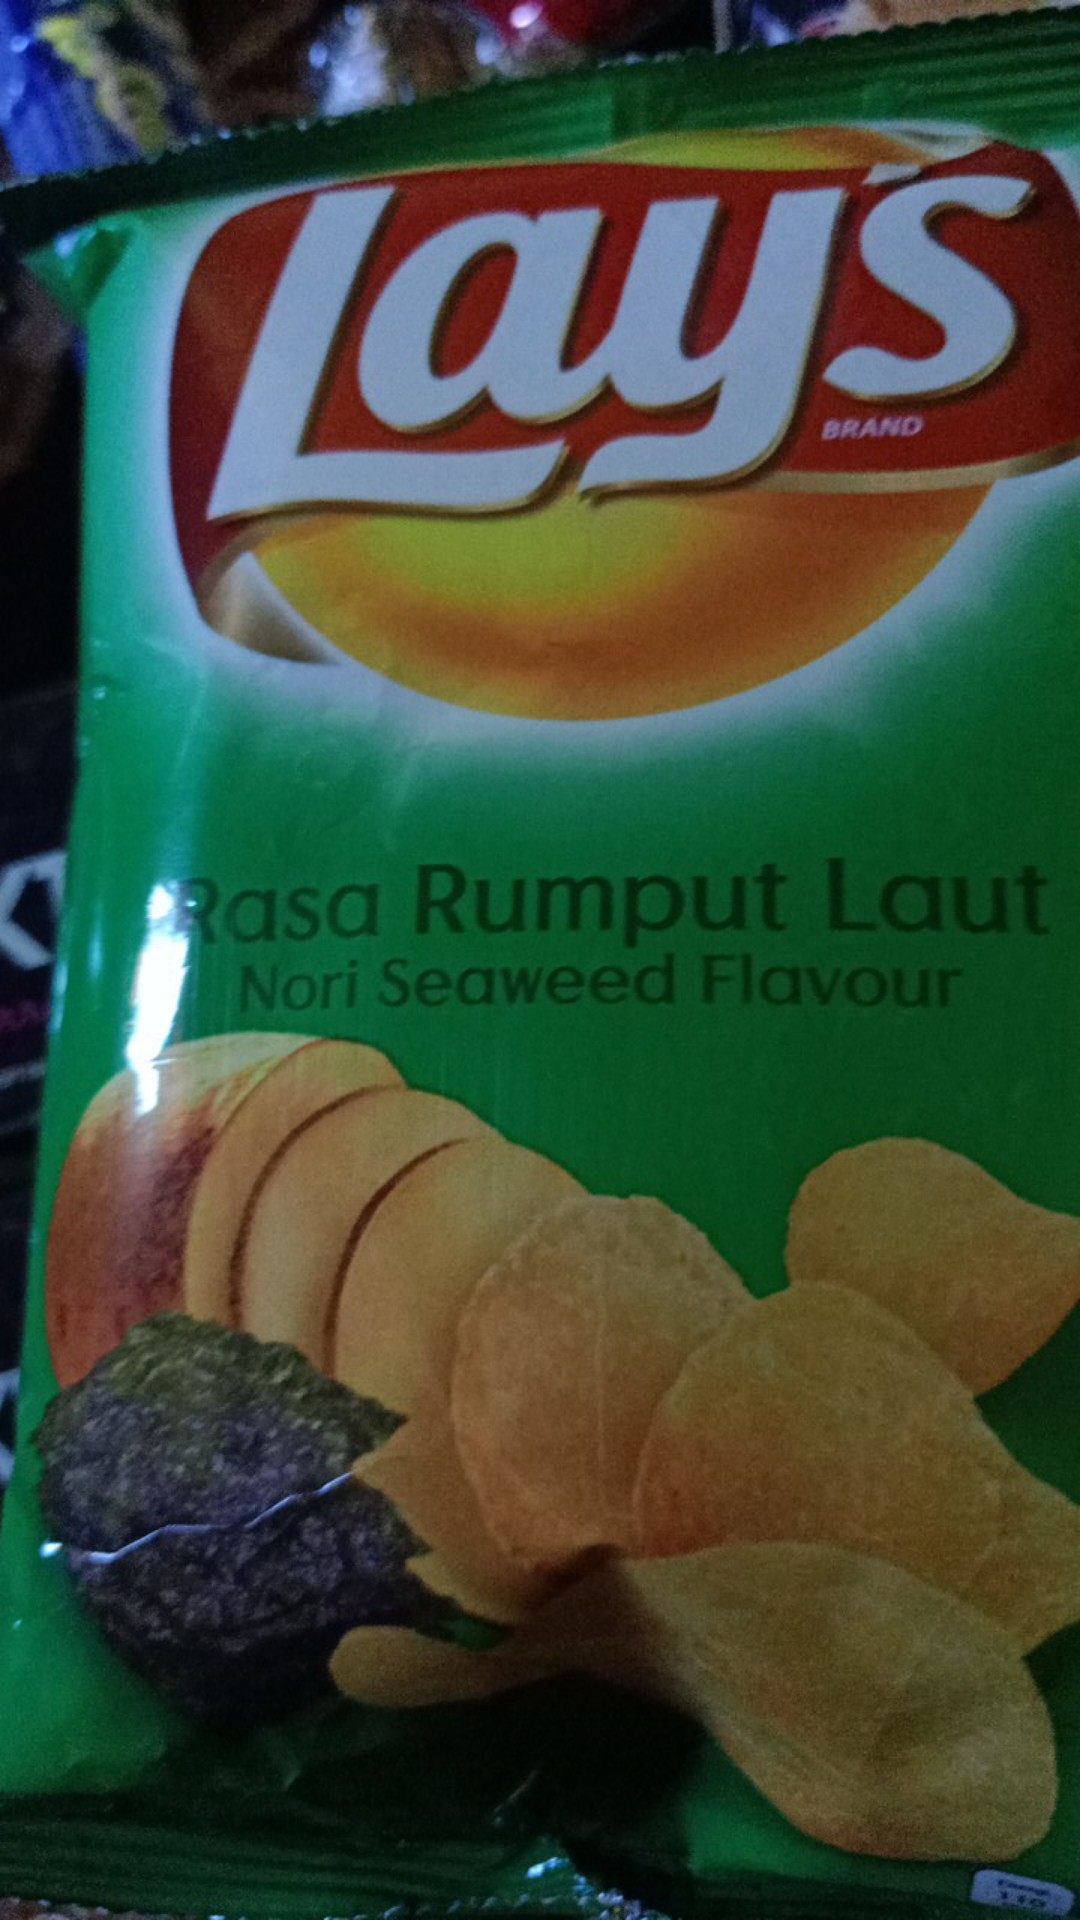 Lay's
BRAND
Rasa Rumput Laut
Nori Seaweed Flavour